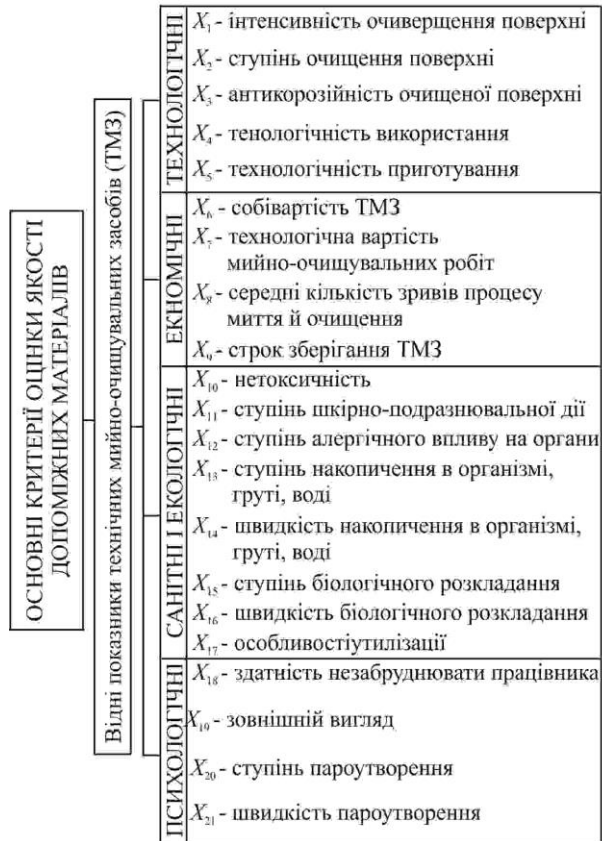 ОСНОВНІ КРИТЕРІЇ ОЦІНКИ ЯКОСТІ
ДОПОМІЖНИХ МАТЕРІАЛІВ
Відні показники технічних мийно-очищувальних засобів (ТМЗ)
ТЕХНОЛОГІЧНІ
X₁ - інтенсивність очиверщення поверхні
X₂ - ступінь очищення поверхні
X₃ - антикорозійність очищеної поверхні
X₄ - тенологічність використання
X₅ - технологічність приготування
ЕКНОМІЧНІ
X₆ - собівартість ТМЗ
X₇ - технологічна вартість
мийно-очищувальних робіт
X₈ - середні кількість зривів процесу
миття й очищення
X₉ - строк зберігання ТМЗ
САНІТНІ І ЕКОЛОГІЧНІ
X₁₀ - нетоксичність
X₁₁ - ступінь шкірно-подразнювальної дії
X₁₂ - ступінь алергічного впливу на органи
X₁₃ - ступінь накопичення в організмі,
груті, воді
X₁₄ - швидкість накопичення в організмі,
груті, воді
X₁₅ - ступінь біологічного розкладання
X₁₆ - швидкість біологічного розкладання
X₁₇ - особливостіутилізації
ПСИХОЛОГІЧНІ
X₁₈ - здатність незабруднювати працівника
X₁₉ - зовнішній вигляд
X₂₀ - ступінь пароутворення
X₂₁ - швидкість пароутворення